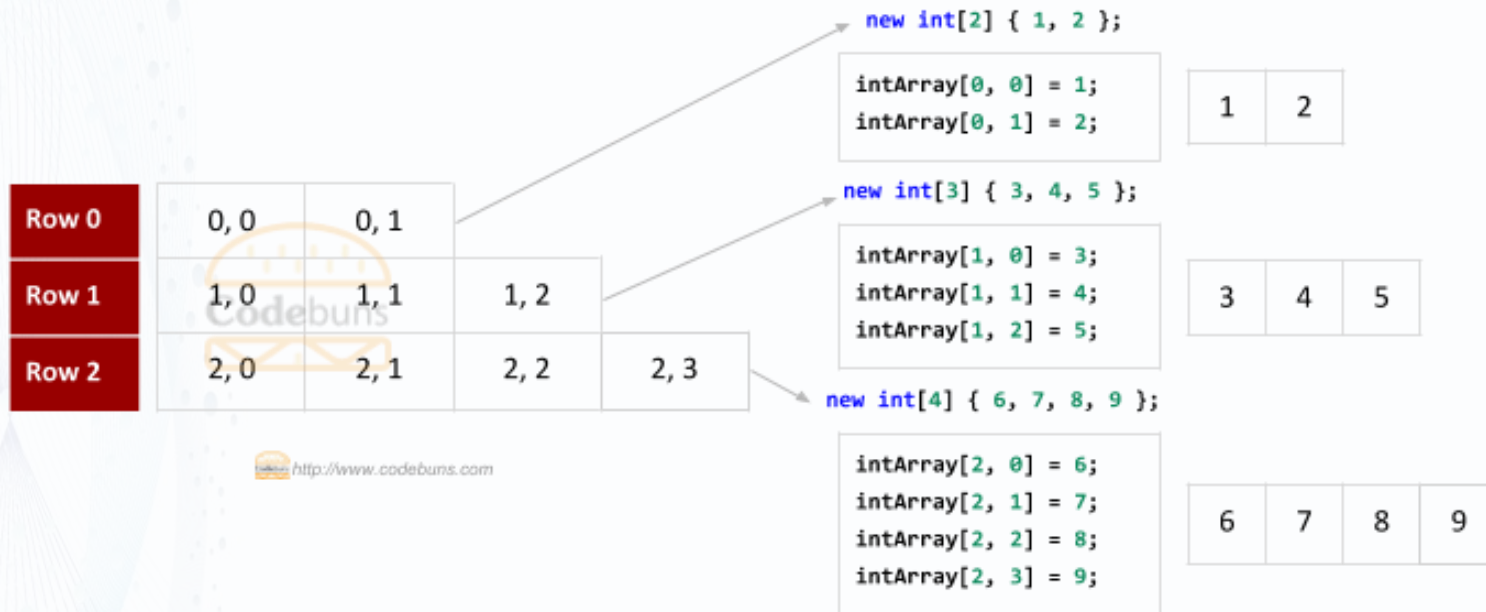 new int[2] { 1, 2 };
intArray[0, 0] = 1;
intArray[0, 1] = 2;
1 2
Row 0 0, 0 0, 1
new int[3] { 3, 4, 5 };
intArray[1, 0] = 3;
intArray[1, 1] = 4;
intArray[1, 2] = 5;
3 4 5
Row 1 1, 0 1, 1 1, 2
Codebuns
Row 2 2, 0 2, 1 2, 2 2, 3
new int[4] { 6, 7, 8, 9 };
http://www.codebuns.com
intArray[2, 0] = 6;
intArray[2, 1] = 7;
intArray[2, 2] = 8;
intArray[2, 3] = 9;
6 7 8 9